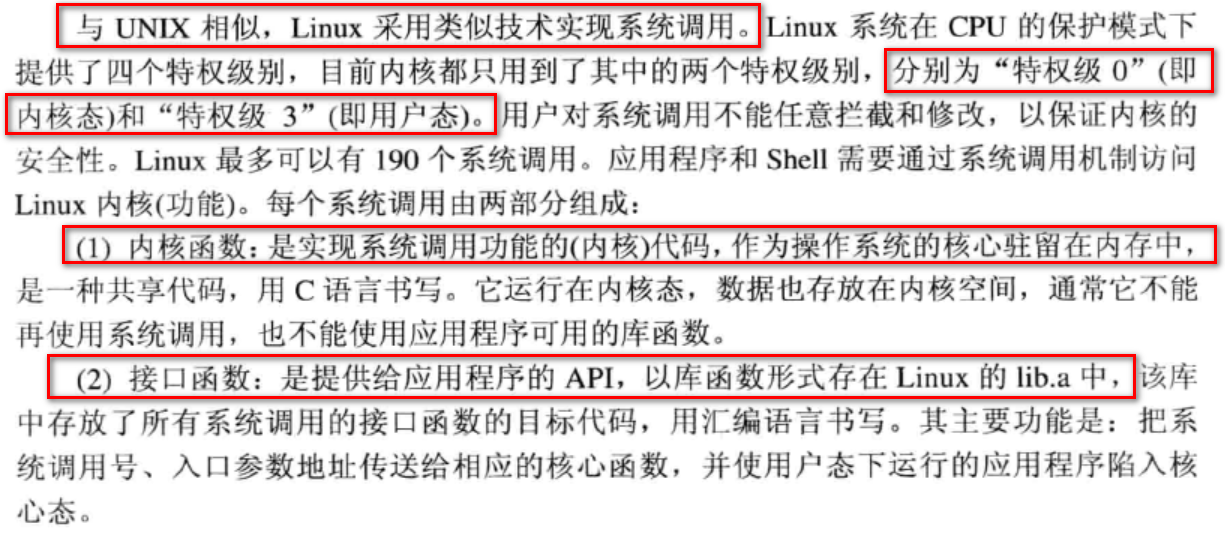 与 UNIX 相似，Linux 采用类似技术实现系统调用。Linux 系统在 CPU 的保护模式下
提供了四个特权级别，目前内核都只用到了其中的两个特权级别，分别为“特权级 0”(即
内核态)和“特权级 3”(即用户态)。用户对系统调用不能任意拦截和修改，以保证内核的
安全性。Linux 最多可以有 190 个系统调用。应用程序和 Shell 需要通过系统调用机制访问
Linux 内核(功能)。每个系统调用由两部分组成：
(1) 内核函数：是实现系统调用功能的(内核)代码，作为操作系统的核心驻留在内存中，
是一种共享代码，用 C 语言书写。它运行在内核态，数据也存放在内核空间，通常它不能
再使用系统调用，也不能使用应用程序可用的库函数。
(2) 接口函数：是提供给应用程序的 API，以库函数形式存在 Linux 的 lib.a 中，该库
中存放了所有系统调用的接口函数的目标代码，用汇编语言书写。其主要功能是：把系
统调用号、入口参数地址传送给相应的核心函数，并使用户态下运行的应用程序陷入核
心态。